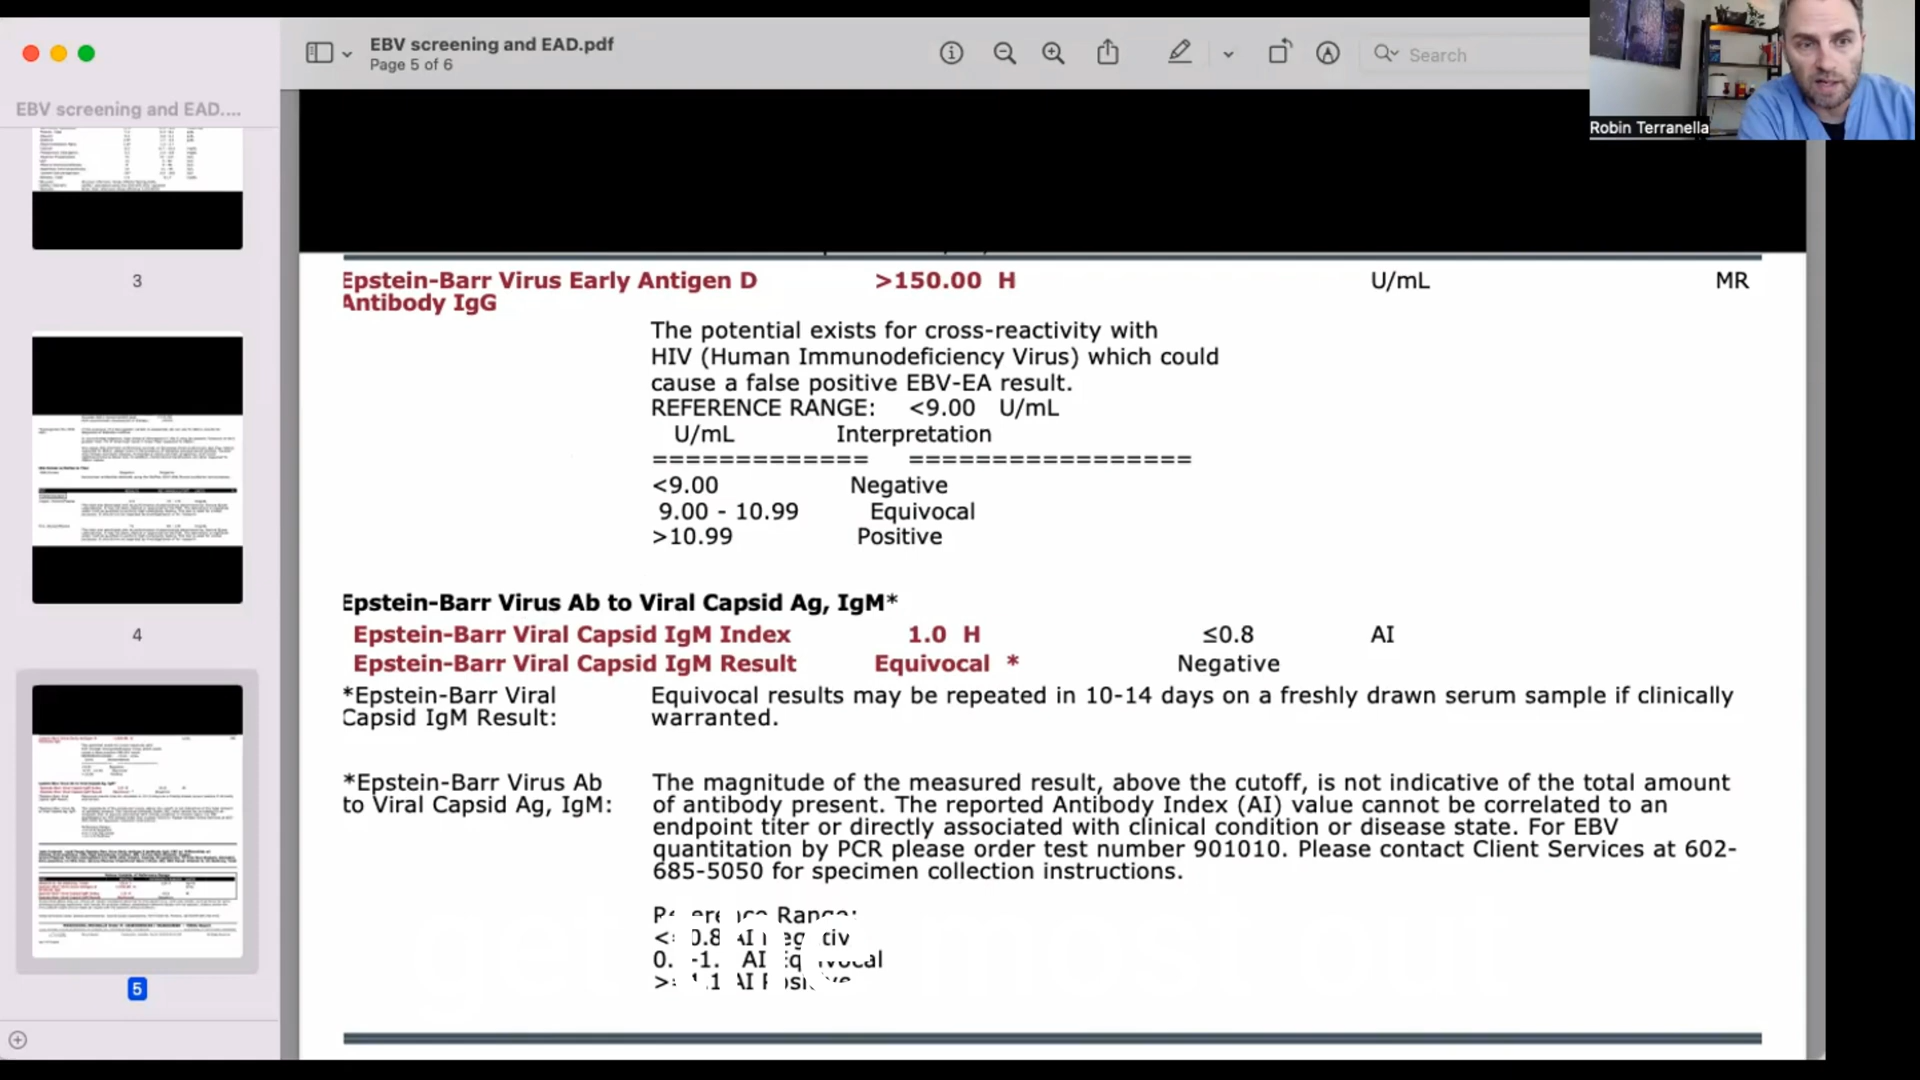 EBV screening and EAD.pdf
Page 5 of 6
Search
Robin Terranella
EBV screening and EAD....
3
4
5
Epstein-Barr Virus Early Antigen D >150.00 H U/mL MR
Antibody IgG
The potential exists for cross-reactivity with
HIV (Human Immunodeficiency Virus) which could
cause a false positive EBV-EA result.
REFERENCE RANGE: <9.00 U/mL
U/mL Interpretation
============= =================
<9.00 Negative
9.00 - 10.99 Equivocal
>10.99 Positive
Epstein-Barr Virus Ab to Viral Capsid Ag, IgM*
Epstein-Barr Viral Capsid IgM Index 1.0 H ≤0.8 AI
Epstein-Barr Viral Capsid IgM Result Equivocal * Negative
*Epstein-Barr Viral Equivocal results may be repeated in 10-14 days on a freshly drawn serum sample if clinically
Capsid IgM Result: warranted.
*Epstein-Barr Virus Ab The magnitude of the measured result, above the cutoff, is not indicative of the total amount
to Viral Capsid Ag, IgM: of antibody present. The reported Antibody Index (AI) value cannot be correlated to an
endpoint titer or directly associated with clinical condition or disease state. For EBV
quantitation by PCR please order test number 901010. Please contact Client Services at 602-
685-5050 for specimen collection instructions.
Range:
0.8 AI
AI
1.1 AI
most